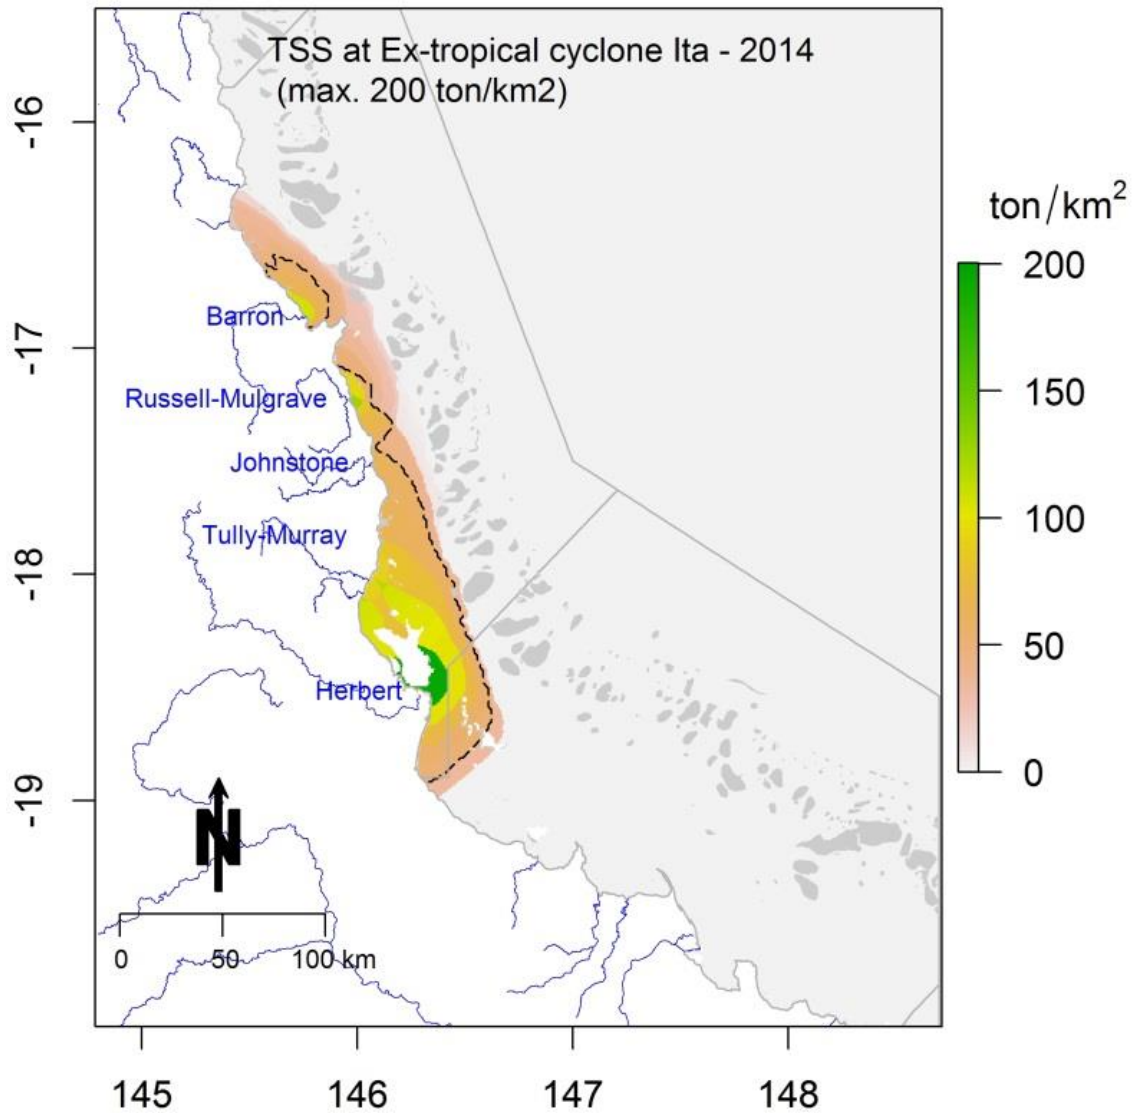 TSS at Ex-tropical cyclone Ita - 2014
(max. 200 ton/km2)
-16
-17
-18
-19
ton/km²
200
150
100
50
0
Barron
Russell-Mulgrave
Johnstone
Tully-Murray
Herbert
N
0 50 100 km
145 146 147 148